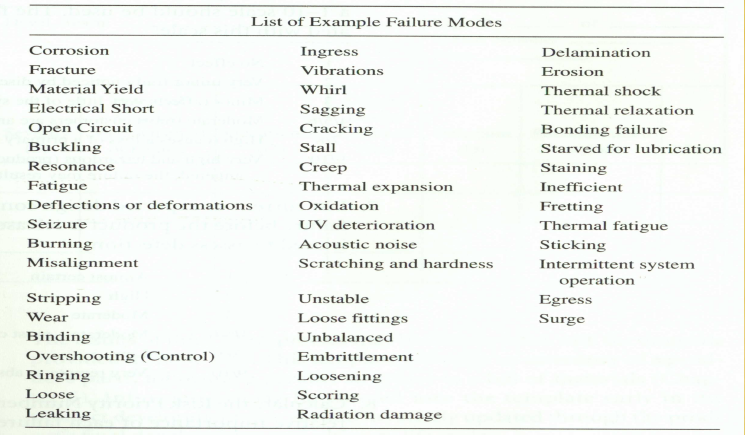 List of Example Failure Modes
Corrosion Ingress Delamination
Fracture Vibrations Erosion
Material Yield Whirl Thermal shock
Electrical Short Sagging Thermal relaxation
Open Circuit Cracking Bonding failure
Buckling Stall Starved for lubrication
Resonance Creep Staining
Fatigue Thermal expansion Inefficient
Deflections or deformations Oxidation Fretting
Seizure UV deterioration Thermal fatigue
Burning Acoustic noise Sticking
Misalignment Scratching and hardness Intermittent system
operation
Stripping Unstable Egress
Wear Loose fittings Surge
Binding Unbalanced
Overshooting (Control) Embrittlement
Ringing Loosening
Loose Scoring
Leaking Radiation damage